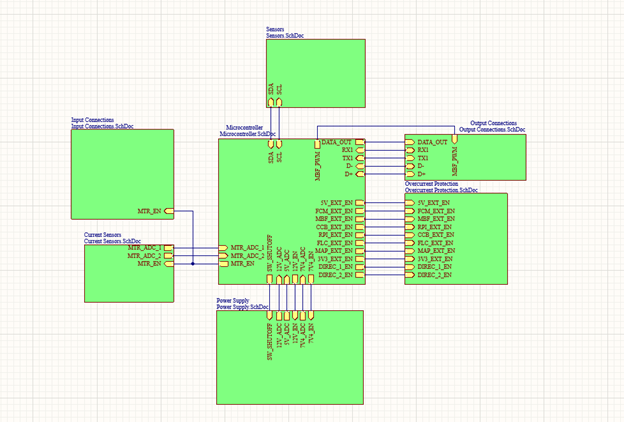 Sensors
Sensors.SchDoc
SDA
SCL
Input Connections
Input Connections.SchDoc
MTR_EN
Current Sensors
Current Sensors.SchDoc
MTR_ADC_1
MTR_ADC_2
MTR_EN
Microcontroller
Microcontroller.SchDoc
SDA
SCL
MBF_PWM
DATA_OUT
RX1
TX1
D-
D+
5V_EXT_EN
FCM_EXT_EN
MBF_EXT_EN
CCB_EXT_EN
RPI_EXT_EN
FLC_EXT_EN
MAP_EXT_EN
3V3_EXT_EN
DIREC_1_EN
DIREC_2_EN
MTR_ADC_1
MTR_ADC_2
MTR_EN
SW_SHUTOFF
12V_ADC
5V_ADC
12V_EN
7V4_ADC
7V4_EN
Output Connections
Output Connections.SchDoc
DATA_OUT
RX1
TX1
D-
D+
MBF_PWM
Overcurrent Protection
Overcurrent Protection.SchDoc
5V_EXT_EN
FCM_EXT_EN
MBF_EXT_EN
RPI_EXT_EN
CCB_EXT_EN
FLC_EXT_EN
MAP_EXT_EN
3V3_EXT_EN
DIREC_1_EN
DIREC_2_EN
Power Supply
Power Supply.SchDoc
SW_SHUTOFF
12V_ADC
5V_ADC
12V_EN
7V4_ADC
7V4_EN